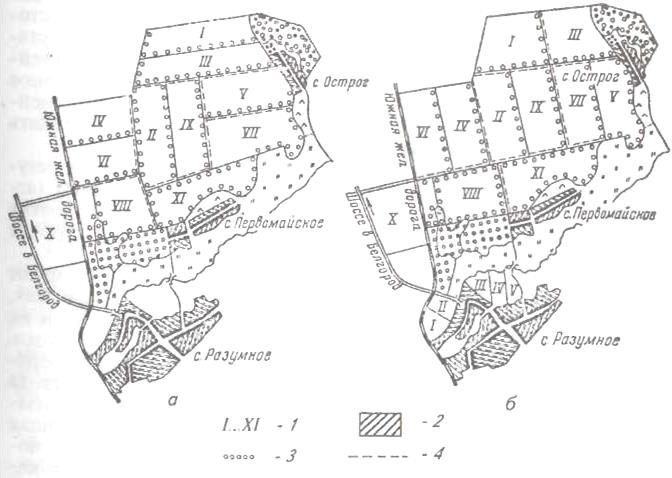 I
III
с. Острог
V
IV
II
IX
VII
VI
Южная жел. дорога
XI
VIII
с. Первомайское
X
Шоссе в Белгород
с. Разумное
а
I
III
с. Острог
V
VII
IX
II
IV
VI
Южная жел. дорога
XI
VIII
с. Первомайское
X
Шоссе в Белгород
III
IV
V
II
I
с. Разумное
б
I...XI - 1
- 2
- 3
- 4